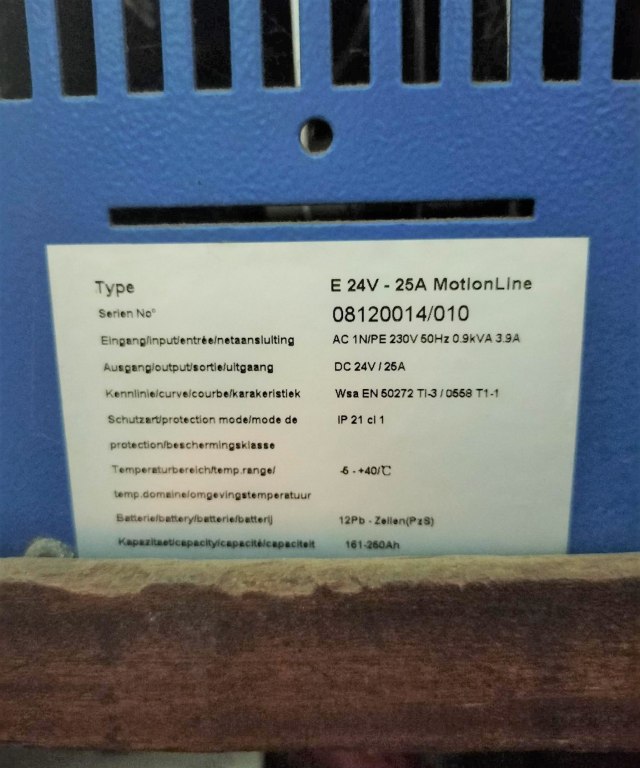 Type E 24V - 25A MotionLine
Serien No° 08120014/010
Eingang/input/entrée/netaansluiting AC 1N/PE 230V 50Hz 0.9kVA 3.9A
Ausgang/output/sortie/uitgaang DC 24V / 25A
Kennlinie/curve/courbe/karakeristiek Wsa EN 50272 TI-3 / 0558 T1-1
Schutzart/protection mode/mode de IP 21 cl 1
protection/beschermingsklasse
Temperaturbereich/temp.range/ -5 - +40/℃
temp.domaine/omgevingstemperatuur
Batterie/battery/batterie/batterij 12Pb - Zellen(PzS)
Kapazitaet/capacity/capacité/capaciteit 161-260Ah